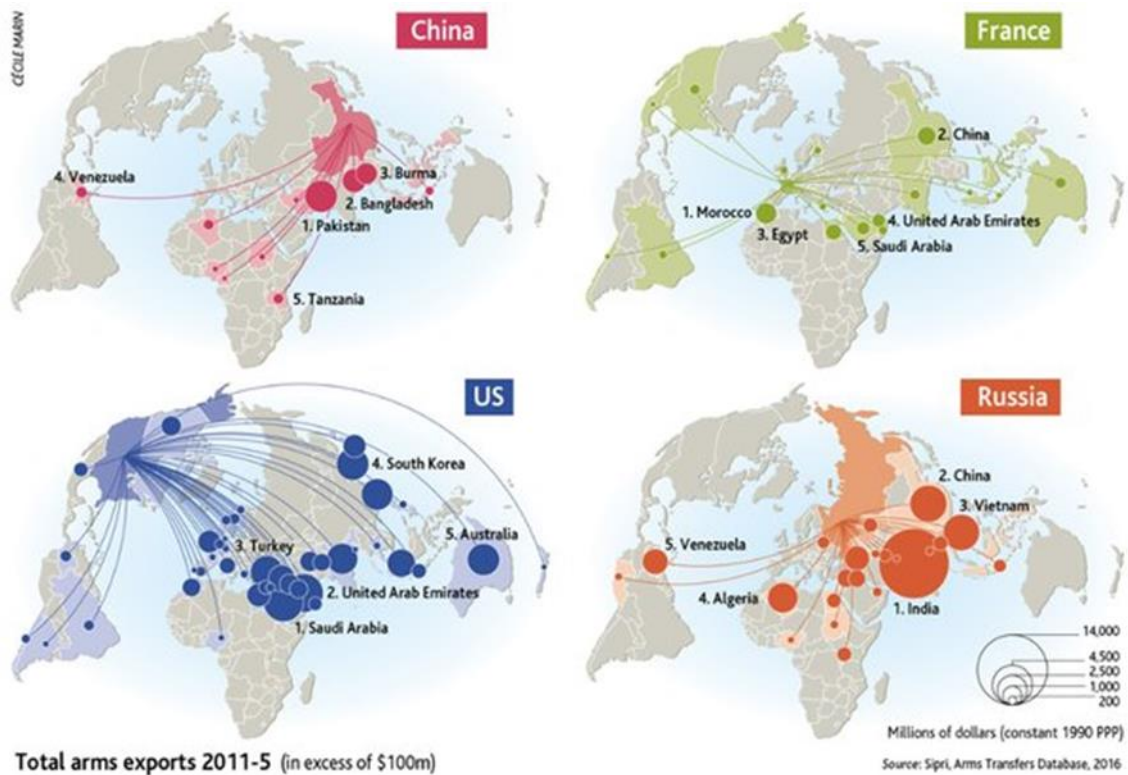 CÉCILE MARIN
China
4. Venezuela
3. Burma
2. Bangladesh
1. Pakistan
5. Tanzania
France
2. China
1. Morocco
4. United Arab Emirates
3. Egypt
5. Saudi Arabia
US
4. South Korea
5. Australia
3. Turkey
2. United Arab Emirates
1. Saudi Arabia
Russia
2. China
3. Vietnam
5. Venezuela
4. Algeria
1. India
14,000
4,500
2,500
1,000
200
Millions of dollars (constant 1990 PPP)
Total arms exports 2011-5 (in excess of $100m)
Source: Sipri, Arms Transfers Database, 2016